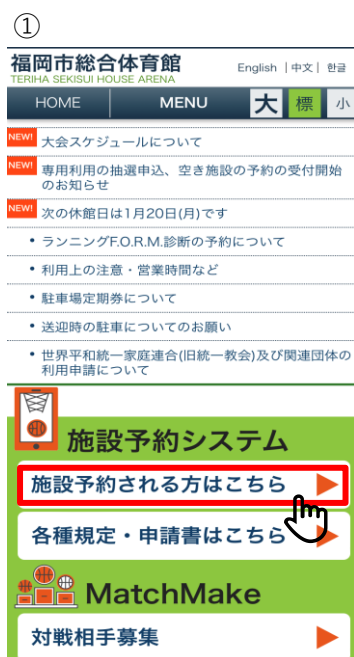 ①
福岡市総合体育館
TERIHA SEKISUI HOUSE ARENA
English | 中文 | 한글
HOME MENU 大 標 小
NEW! 大会スケジュールについて
NEW! 専用利用の抽選申込、空き施設の予約の受付開始
のお知らせ
NEW! 次の休館日は1月20日(月)です
• ランニングF.O.R.M.診断の予約について
• 利用上の注意・営業時間など
• 駐車場定期券について
• 送迎時の駐車についてのお願い
• 世界平和統一家庭連合(旧統一教会)及び関連団体の
利用申請について
施設予約システム
施設予約される方はこちら
各種規定・申請書はこちら
MatchMake
対戦相手募集